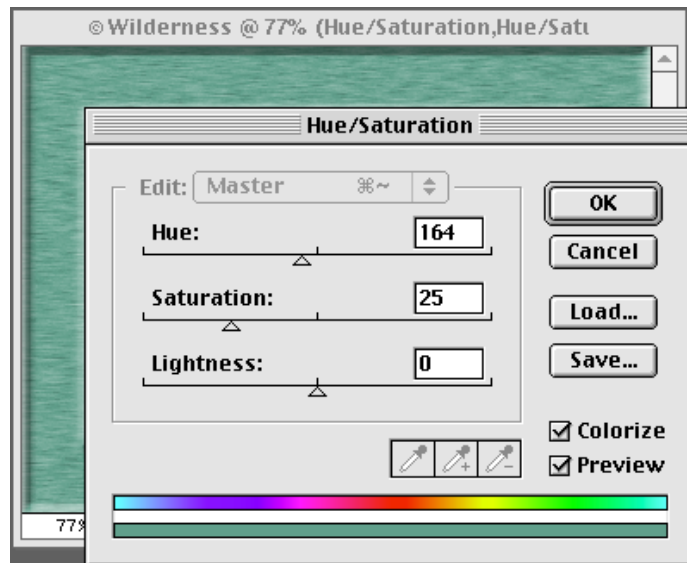 © Wilderness @ 77% (Hue/Saturation,Hue/Satu
Hue/Saturation
Edit: Master ⌘~
OK
Hue: 164
Cancel
Saturation: 25
Load...
Lightness: 0
Save...
Colorize
Preview
77%